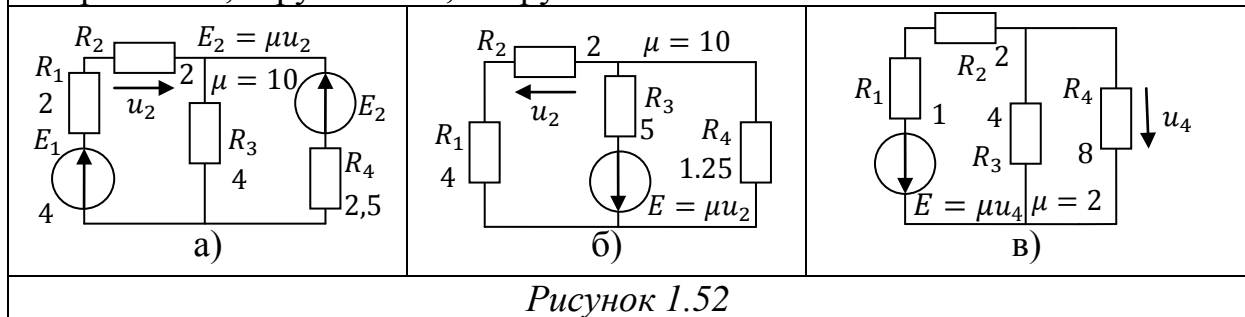 R₂ E₂ = μu₂
R₁ 2 μ = 10
2 u₂ E₂
E₁ R₃ R₄
4 4 2,5
а)
R₂ 2 μ = 10
u₂ R₃
R₁ 5 R₄
4 1.25
E = μu₂
б)
R₂ 2
R₁ 1 4 R₄ u₄
R₃ 8
E = μu₄ μ = 2
в)
Рисунок 1.52